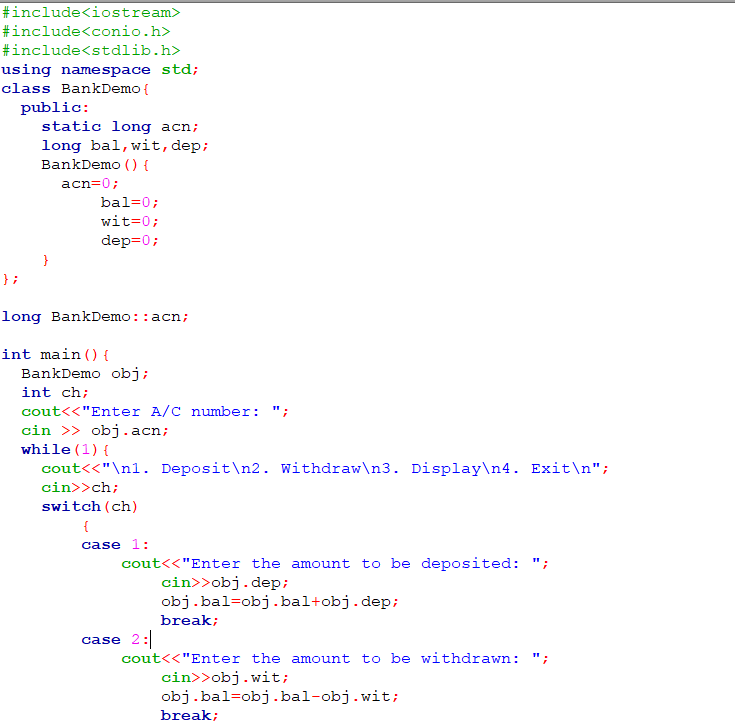 #include<iostream>
#include<conio.h>
#include<stdlib.h>
using namespace std;
class BankDemo{
  public:
    static long acn;
    long bal,wit,dep;
    BankDemo(){
      acn=0;
          bal=0;
          wit=0;
          dep=0;
    }
};

long BankDemo::acn;

int main(){
  BankDemo obj;
  int ch;
  cout<<"Enter A/C number: ";
  cin >> obj.acn;
  while(1){
    cout<<"\n1. Deposit\n2. Withdraw\n3. Display\n4. Exit\n";
    cin>>ch;
    switch(ch)
        {
        case 1:
            cout<<"Enter the amount to be deposited: ";
                cin>>obj.dep;
                obj.bal=obj.bal+obj.dep;
                break;
        case 2:
            cout<<"Enter the amount to be withdrawn: ";
                cin>>obj.wit;
                obj.bal=obj.bal-obj.wit;
                break;